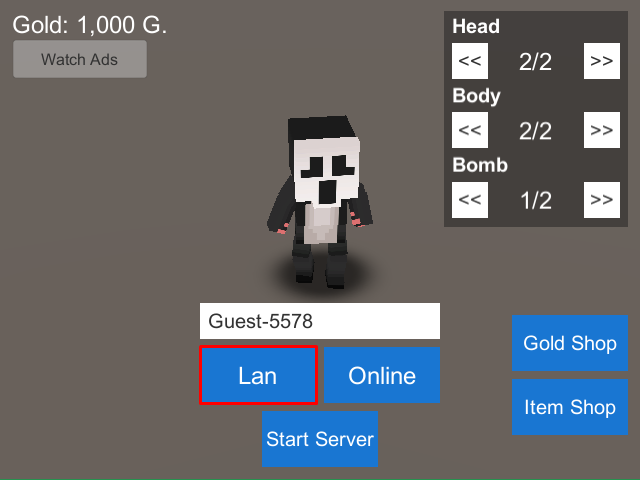 Gold: 1,000 G.
Watch Ads
Head
<< 2/2 >>
Body
<< 2/2 >>
Bomb
<< 1/2 >>
Guest-5578
Lan
Online
Start Server
Gold Shop
Item Shop